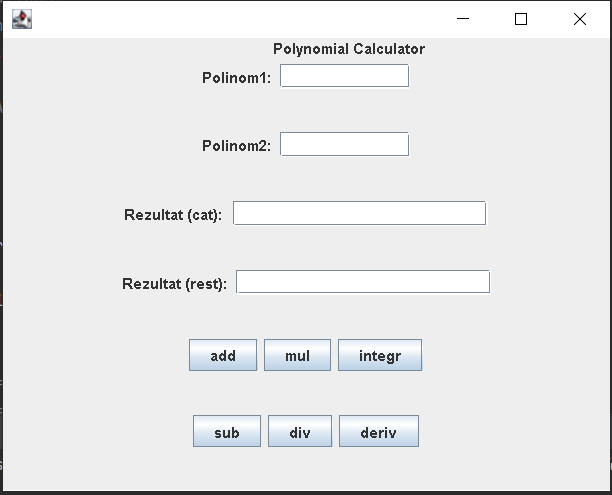 Polynomial Calculator
Polinom1:
Polinom2:
Rezultat (cat):
Rezultat (rest):
add mul integr
sub div deriv